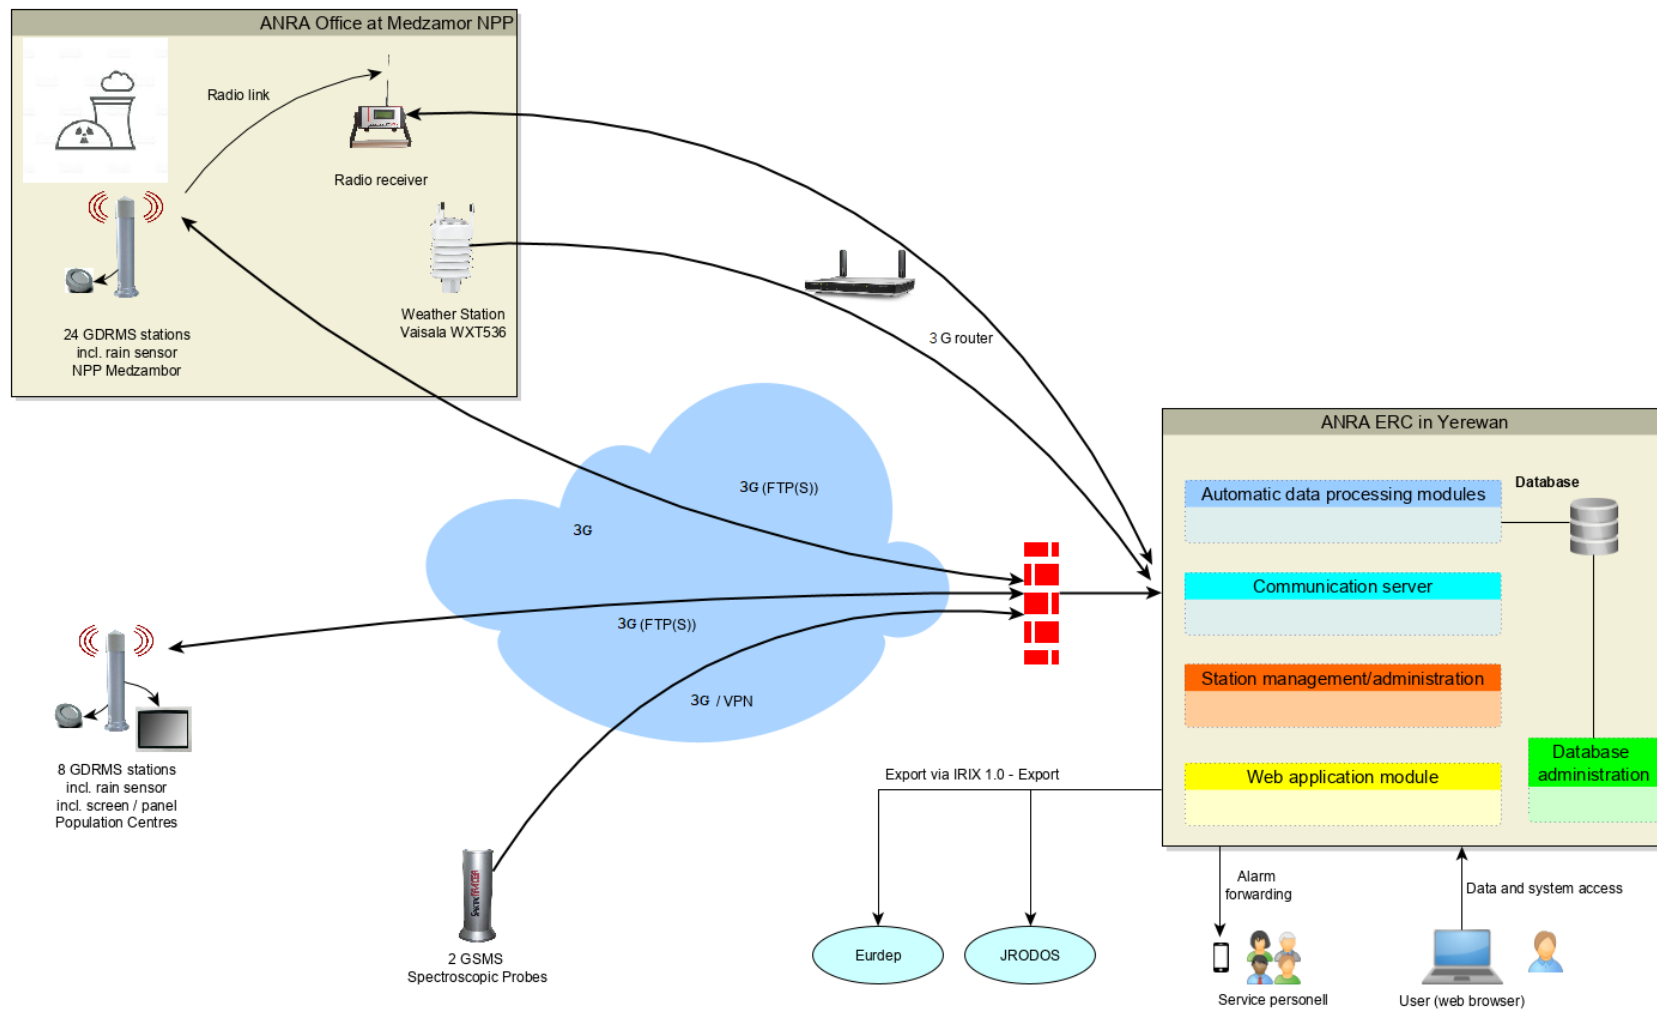 ANRA Office at Medzamor NPP
Radio link
Radio receiver
Weather Station
Vaisala WXT536
24 GDRMS stations
incl. rain sensor
NPP Medzambor
3 G router
3G (FTP(S))
3G
3G (FTP(S))
3G / VPN
8 GDRMS stations
incl. rain sensor
incl. screen / panel
Population Centres
2 GSMS
Spectroscopic Probes
ANRA ERC in Yerewan
Automatic data processing modules
Database
Communication server
Station management/administration
Web application module
Database
administration
Export via IRIX 1.0 - Export
Eurdep
JRODOS
Alarm
forwarding
Data and system access
Service personell
User (web browser)